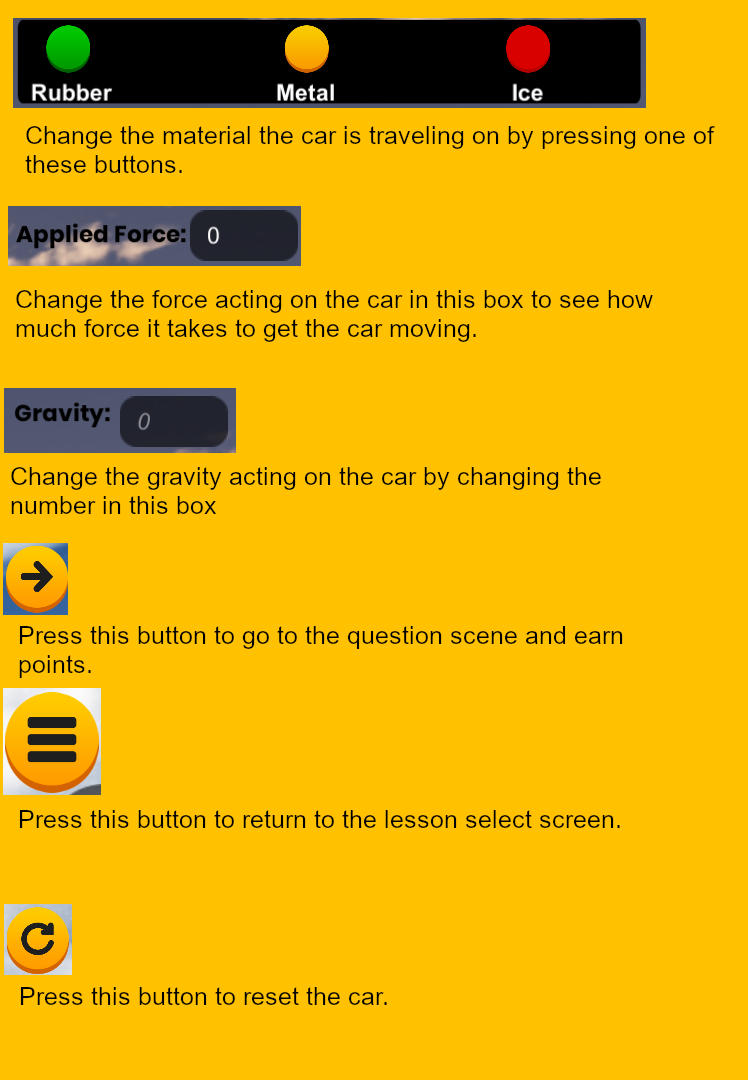 Rubber Metal Ice
Change the material the car is traveling on by pressing one of
these buttons.
Applied Force: 0
Change the force acting on the car in this box to see how
much force it takes to get the car moving.
Gravity: 0
Change the gravity acting on the car by changing the
number in this box
Press this button to go to the question scene and earn
points.
Press this button to return to the lesson select screen.
Press this button to reset the car.